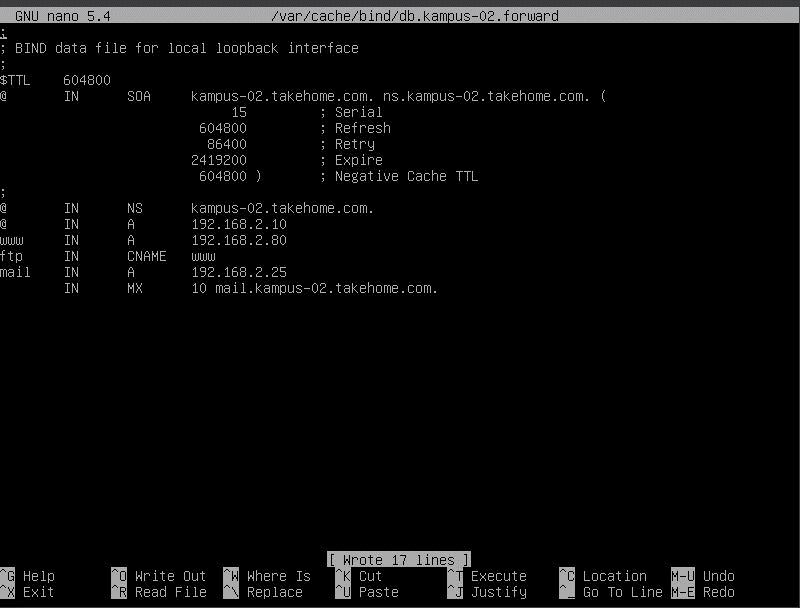 GNU nano 5.4 /var/cache/bind/db.kampus-02.forward
;
; BIND data file for local loopback interface
;
$TTL 604800
@ IN SOA kampus-02.takehome.com. ns.kampus-02.takehome.com. (
15 ; Serial
604800 ; Refresh
86400 ; Retry
2419200 ; Expire
604800 ) ; Negative Cache TTL
;
@ IN NS kampus-02.takehome.com.
@ IN A 192.168.2.10
www IN A 192.168.2.80
ftp IN CNAME www
mail IN A 192.168.2.25
IN MX 10 mail.kampus-02.takehome.com.
[ Wrote 17 lines ]
^G Help ^O Write Out ^W Where Is ^K Cut ^T Execute ^C Location M-U Undo
^X Exit ^R Read File ^\ Replace ^U Paste ^J Justify ^_ Go To Line M-E Redo